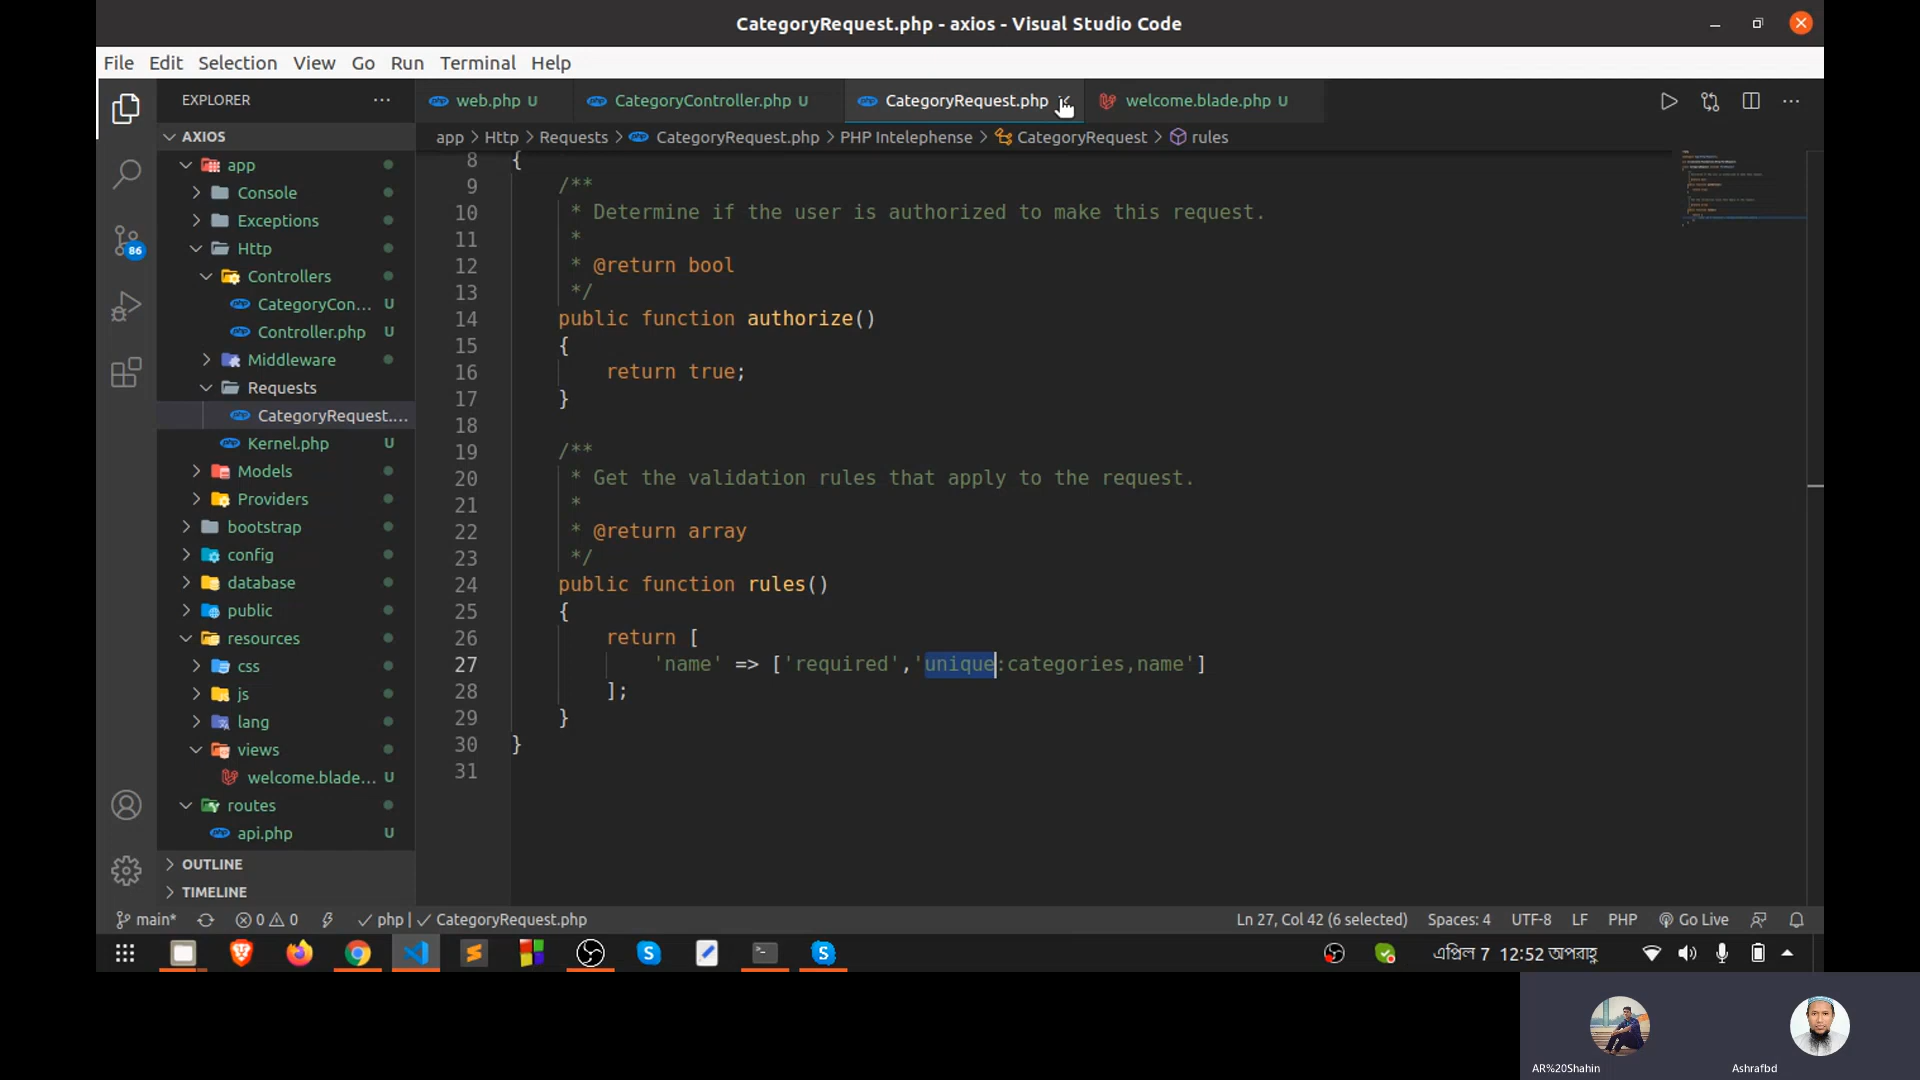 CategoryRequest.php - axios - Visual Studio Code
File Edit Selection View Go Run Terminal Help
EXPLORER
web.php U
CategoryController.php U
CategoryRequest.php
welcome.blade.php U
AXIOS
app > Http > Requests > CategoryRequest.php > PHP Intelephense > CategoryRequest > rules
app
Console
Exceptions
Http
Controllers
CategoryCon... U
Controller.php U
Middleware
Requests
CategoryRequest....
Kernel.php U
Models
Providers
bootstrap
config
database
public
resources
css
js
lang
views
welcome.blade... U
routes
api.php U
OUTLINE
TIMELINE
8 {
9 /**
10 * Determine if the user is authorized to make this request.
11 *
12 * @return bool
13 */
14 public function authorize()
15 {
16 return true;
17 }
18
19 /**
20 * Get the validation rules that apply to the request.
21 *
22 * @return array
23 */
24 public function rules()
25 {
26 return [
27 'name' => ['required','unique:categories,name']
28 ];
29 }
30 }
31
86
main* 0 0 php | CategoryRequest.php Ln 27, Col 42 (6 selected) Spaces: 4 UTF-8 LF PHP Go Live
এপ্রিল 7 12:52 অপরাহ্ণ
AR%20Shahin
Ashrafbd